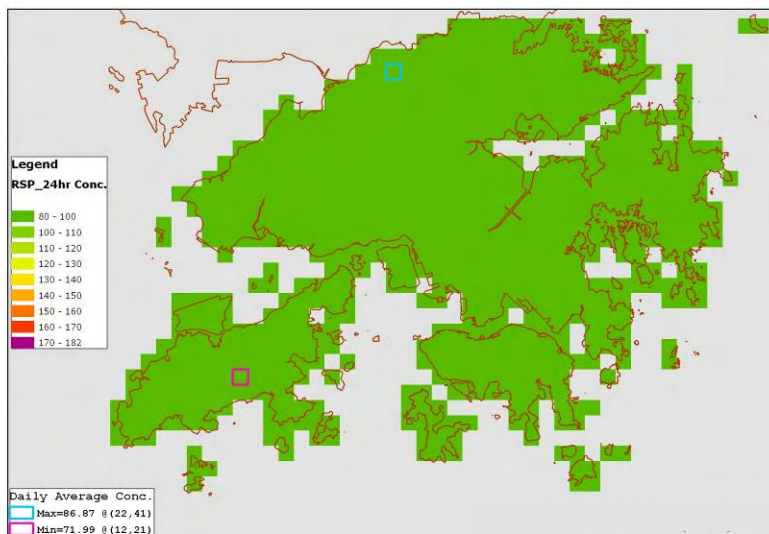 Legend
RSP_24hr Conc.
80 - 100
100 - 110
110 - 120
120 - 130
130 - 140
140 - 150
150 - 160
160 - 170
170 - 182
Daily Average Conc.
Max=86.87 @(22,41)
Min=71.99 @(12,21)